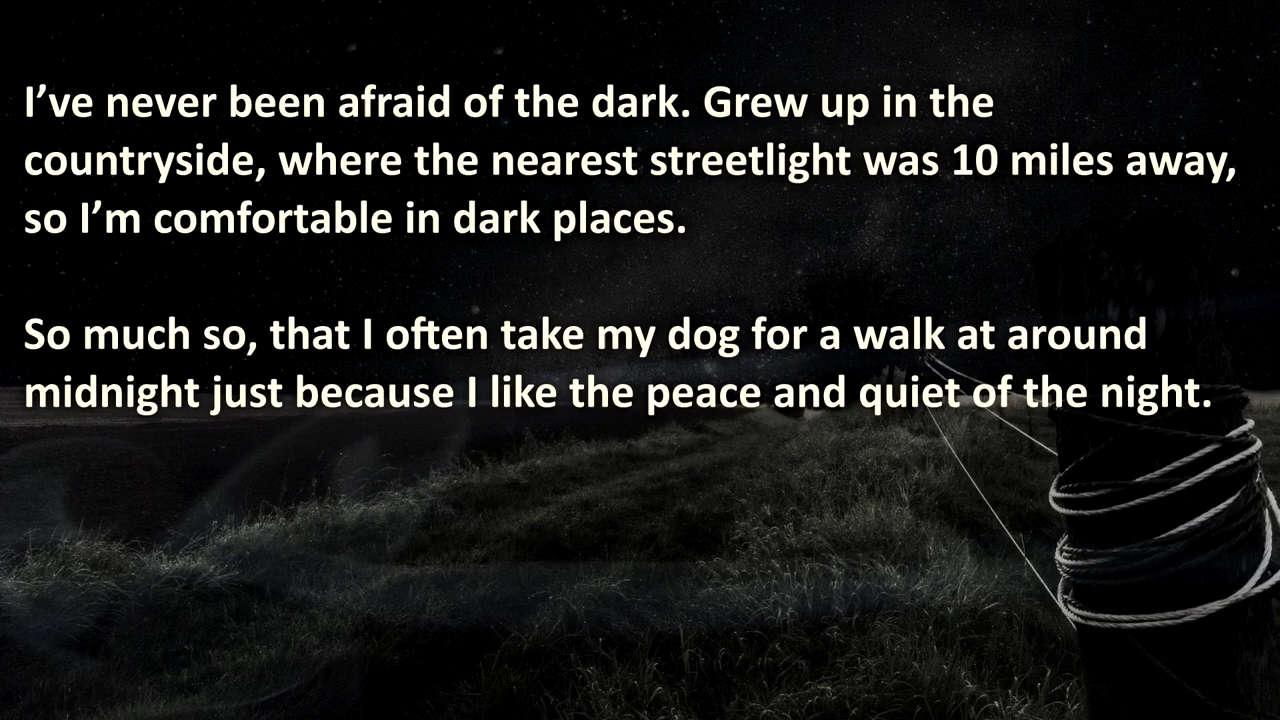 I’ve never been afraid of the dark. Grew up in the
countryside, where the nearest streetlight was 10 miles away,
so I’m comfortable in dark places.
So much so, that I often take my dog for a walk at around
midnight just because I like the peace and quiet of the night.